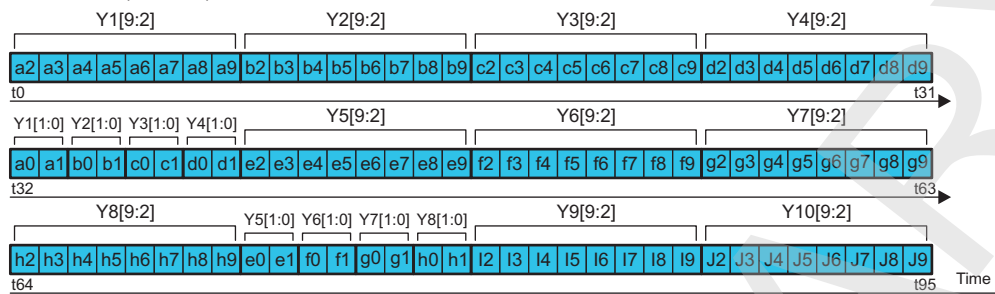 Y1[9:2] Y2[9:2] Y3[9:2] Y4[9:2]
a2 a3 a4 a5 a6 a7 a8 a9 b2 b3 b4 b5 b6 b7 b8 b9 c2 c3 c4 c5 c6 c7 c8 c9 d2 d3 d4 d5 d6 d7 d8 d9
t0 t31
Y1[1:0] Y2[1:0] Y3[1:0] Y4[1:0] Y5[9:2] Y6[9:2] Y7[9:2]
a0 a1 b0 b1 c0 c1 d0 d1 e2 e3 e4 e5 e6 e7 e8 e9 f2 f3 f4 f5 f6 f7 f8 f9 g2 g3 g4 g5 g6 g7 g8 g9
t32 t63
Y8[9:2] Y5[1:0] Y6[1:0] Y7[1:0] Y8[1:0] Y9[9:2] Y10[9:2]
h2 h3 h4 h5 h6 h7 h8 h9 e0 e1 f0 f1 g0 g1 h0 h1 I2 I3 I4 I5 I6 I7 I8 I9 J2 J3 J4 J5 J6 J7 J8 J9
t64 t95 Time